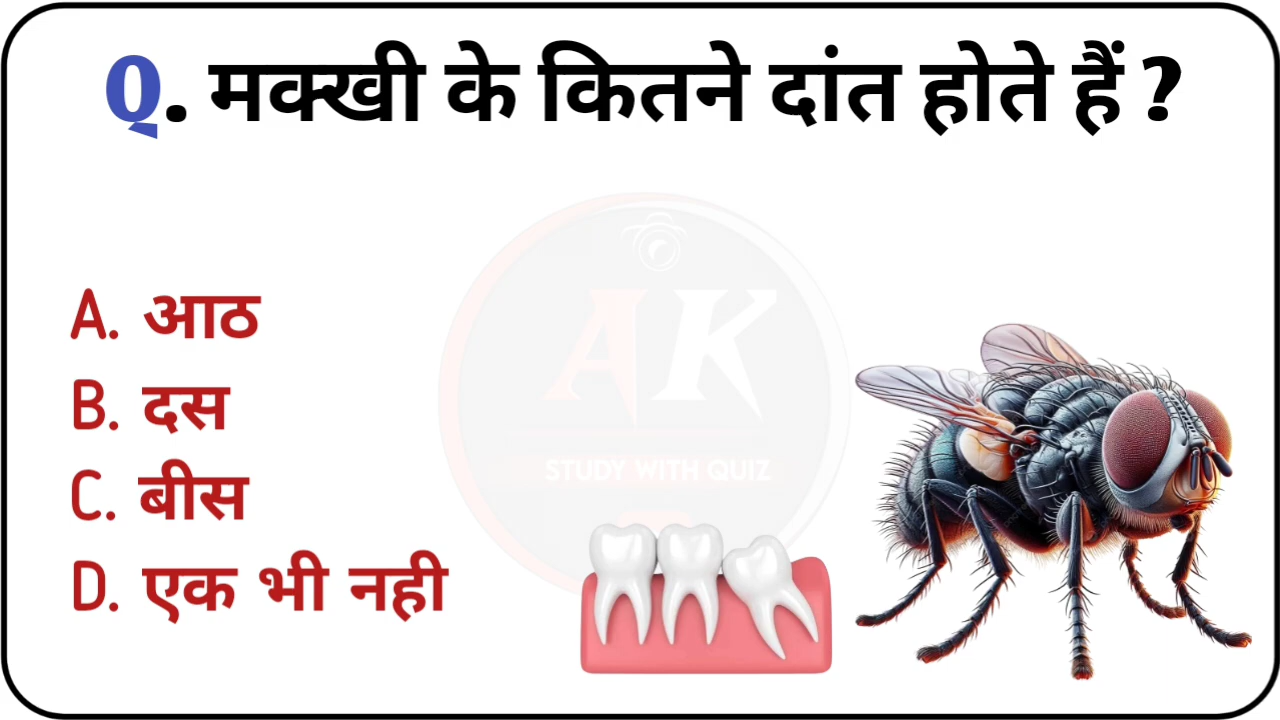 Q. मक्खी के कितने दांत होते हैं ?
A. आठ
B. दस
C. बीस
D. एक भी नही
AK
STUDY WITH QUIZ